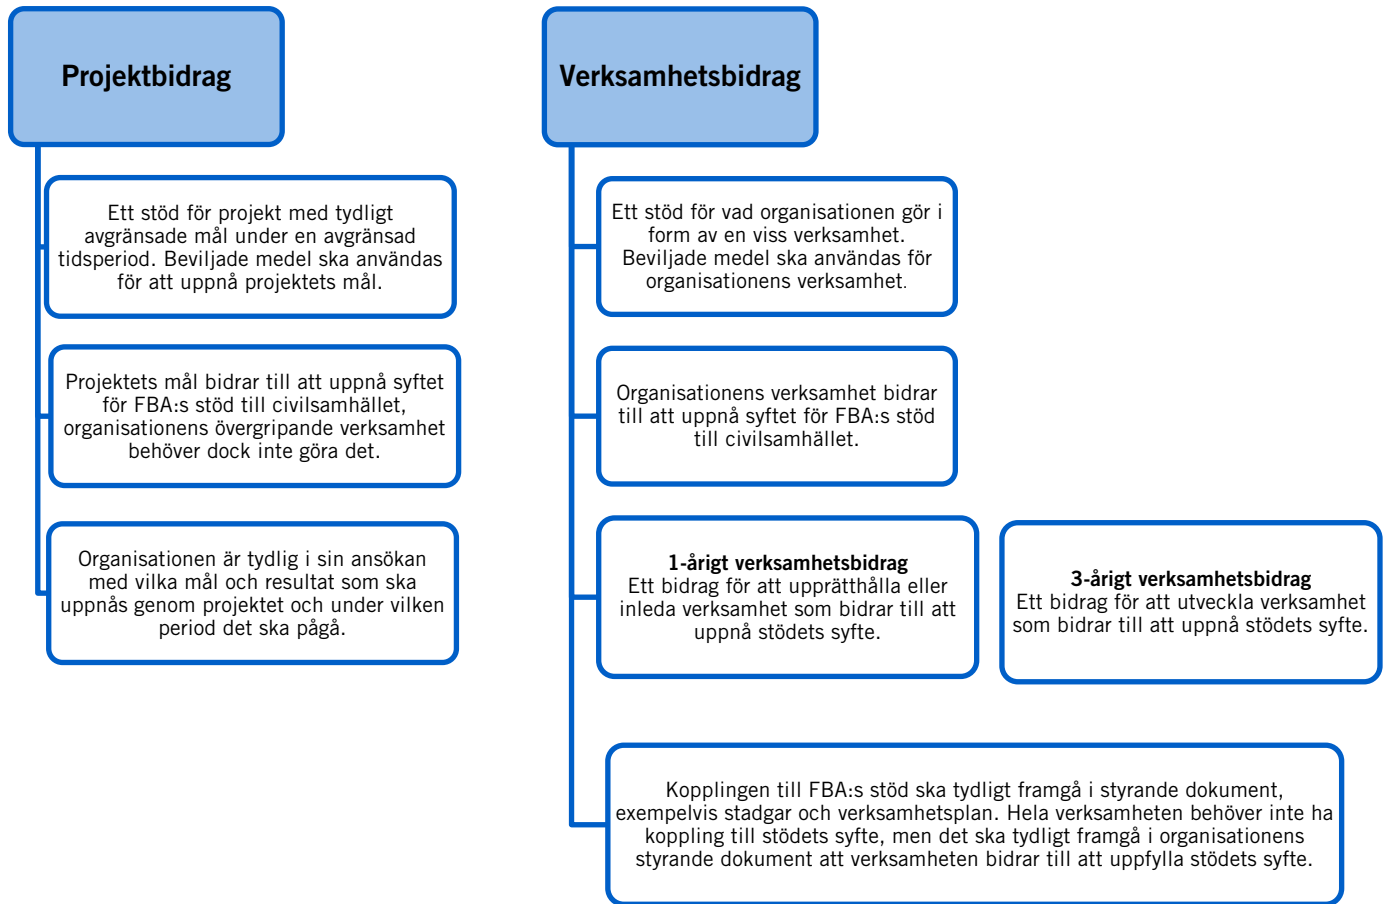 Projektbidrag
Ett stöd för projekt med tydligt
avgränsade mål under en avgränsad
tidsperiod. Beviljade medel ska användas
för att uppnå projektets mål.
Projektets mål bidrar till att uppnå syftet
för FBA:s stöd till civilsamhället,
organisationens övergripande verksamhet
behöver dock inte göra det.
Organisationen är tydlig i sin ansökan
med vilka mål och resultat som ska
uppnås genom projektet och under vilken
period det ska pågå.
Verksamhetsbidrag
Ett stöd för vad organisationen gör i
form av en viss verksamhet.
Beviljade medel ska användas för
organisationens verksamhet.
Organisationens verksamhet bidrar
till att uppnå syftet för FBA:s stöd
till civilsamhället.
1-årigt verksamhetsbidrag
Ett bidrag för att upprätthålla eller
inleda verksamhet som bidrar till att
uppnå stödets syfte.
3-årigt verksamhetsbidrag
Ett bidrag för att utveckla verksamhet
som bidrar till att uppnå stödets syfte.
Kopplingen till FBA:s stöd ska tydligt framgå i styrande dokument,
exempelvis stadgar och verksamhetsplan. Hela verksamheten behöver inte ha
koppling till stödets syfte, men det ska tydligt framgå i organisationens
styrande dokument att verksamheten bidrar till att uppfylla stödets syfte.